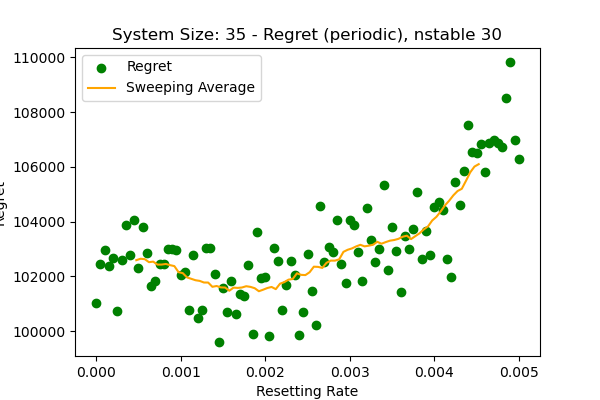 System Size: 35 - Regret (periodic), nstable 30
110000
108000
106000
104000
102000
100000
Regret
Regret
Sweeping Average
0.000 0.001 0.002 0.003 0.004 0.005
Resetting Rate